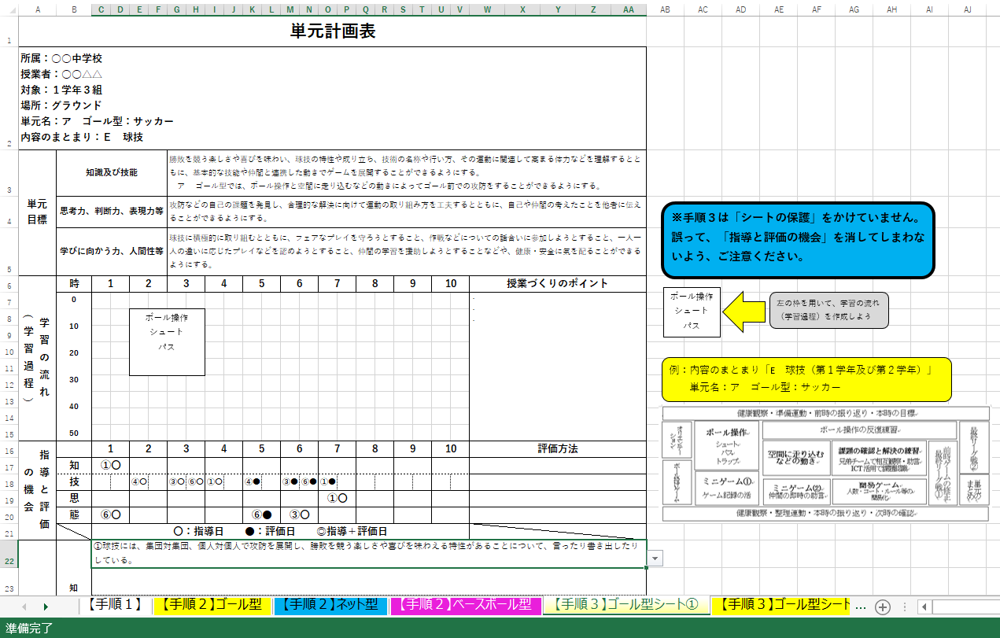 A B C D E F G H I J K L M N O P Q R S T U V W X Y Z AA AB AC AD AE AF AG AH AI AJ
1 単元計画表
所属：〇〇中学校
授業者：〇〇△△
対象：１学年３組
場所：グラウンド
単元名：ア　ゴール型：サッカー
2 内容のまとまり：Ｅ　球技
単元
目標
3 知識及び技能
勝敗を競う楽しさや喜びを味わい、球技の特性や成り立ち、技術の名称や行い方、その運動に関連して高まる体力などを理解するとと
もに、基本的な技能や仲間と連携した動きでゲームを展開することができるようにする。
ア　ゴール型では、ボール操作と空間に走り込むなどの動きによってゴール前での攻防をすることができるようにする。
4 思考力、判断力、表現力等
攻防などの自己の課題を発見し、合理的な解決に向けて運動の取り組み方を工夫するとともに、自己や仲間の考えたことを他者に伝え
ることができるようにする。
5 学びに向かう力、人間性等
球技に積極的に取り組むとともに、フェアなプレイを守ろうとすること、作戦などについての話合いに参加しようとすること、一人一
人の違いに応じたプレイなどを認めようとすること、仲間の学習を援助しようとすることなどや、健康・安全に気を配ることができる
ようにする。
※手順３は「シートの保護」をかけていません。
誤って、「指導と評価の機会」を消してしまわな
いよう、ご注意ください。
6 時 1 2 3 4 5 6 7 8 9 10 授業づくりのポイント
学習の流れ
（学習過程）
7 0
8 10
9
10 20
11
12 30
13
14 40
15 50
ボール操作
シュート
パス
ボール操作
シュート
パス
左の枠を用いて、学習の流れ
（学習過程）を作成しよう
例：内容のまとまり「E　球技（第１学年及び第２学年）」
単元名：ア　ゴール型：サッカー
健康観察・準備運動・前時の振り返り・本時の目標
オリエンテーション
ボール操作
シュート
パス
トラップ
ボール操作の反復練習
空間に走り込む
などの動き
課題の確認と解決の練習
兄弟チームで相互観察・助言
ICT活用で課題確認
ミニゲーム①
ゲーム記録の活
ミニゲーム(2)
仲間の即時の助言
簡易ゲーム
人数・コート・ルール等の
簡易化
前時ゲームの修正
最終リーグ戦①
最終リーグ戦②
単元の
まとめ
健康観察・整理運動・本時の振り返り・次時の確認
指導と評価
の機会
16 1 2 3 4 5 6 7 8 9 10 評価方法
17 知 ①〇
18 技 ④〇 ③〇 ⑥〇 ①〇 ④● ③● ⑥● ①●
19 思 ①〇
20 態 ⑥〇 ⑥● ③〇
21 〇：指導日　●：評価日　◎指導＋評価日
22 ①球技には、集団対集団、個人対個人で攻防を展開し、勝敗を競う楽しさや喜びを味わえる特性があることについて、言ったり書き出したり
している。
23 知
【手順１】 【手順２】ゴール型 【手順２】ネット型 【手順２】ベースボール型 【手順３】ゴール型シート① 【手順３】ゴール型シート ...
準備完了